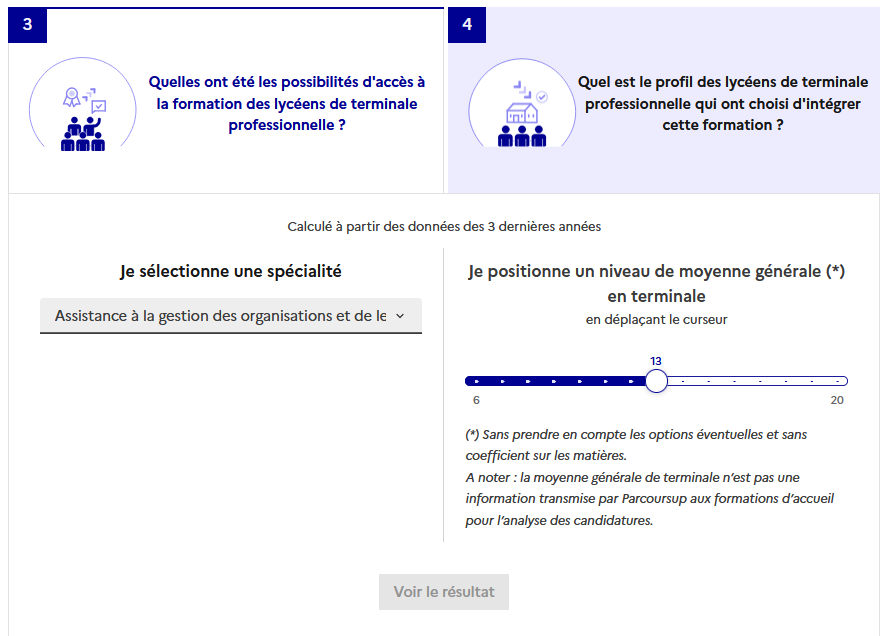 3
Quelles ont été les possibilités d'accès à
la formation des lycéens de terminale
professionnelle ?
4
Quel est le profil des lycéens de terminale
professionnelle qui ont choisi d'intégrer
cette formation ?
Calculé à partir des données des 3 dernières années
Je sélectionne une spécialité
Assistance à la gestion des organisations et de le
Je positionne un niveau de moyenne générale (*)
en terminale
en déplaçant le curseur
13
6
20
(*) Sans prendre en compte les options éventuelles et sans
coefficient sur les matières.
A noter : la moyenne générale de terminale n’est pas une
information transmise par Parcoursup aux formations d’accueil
pour l’analyse des candidatures.
Voir le résultat